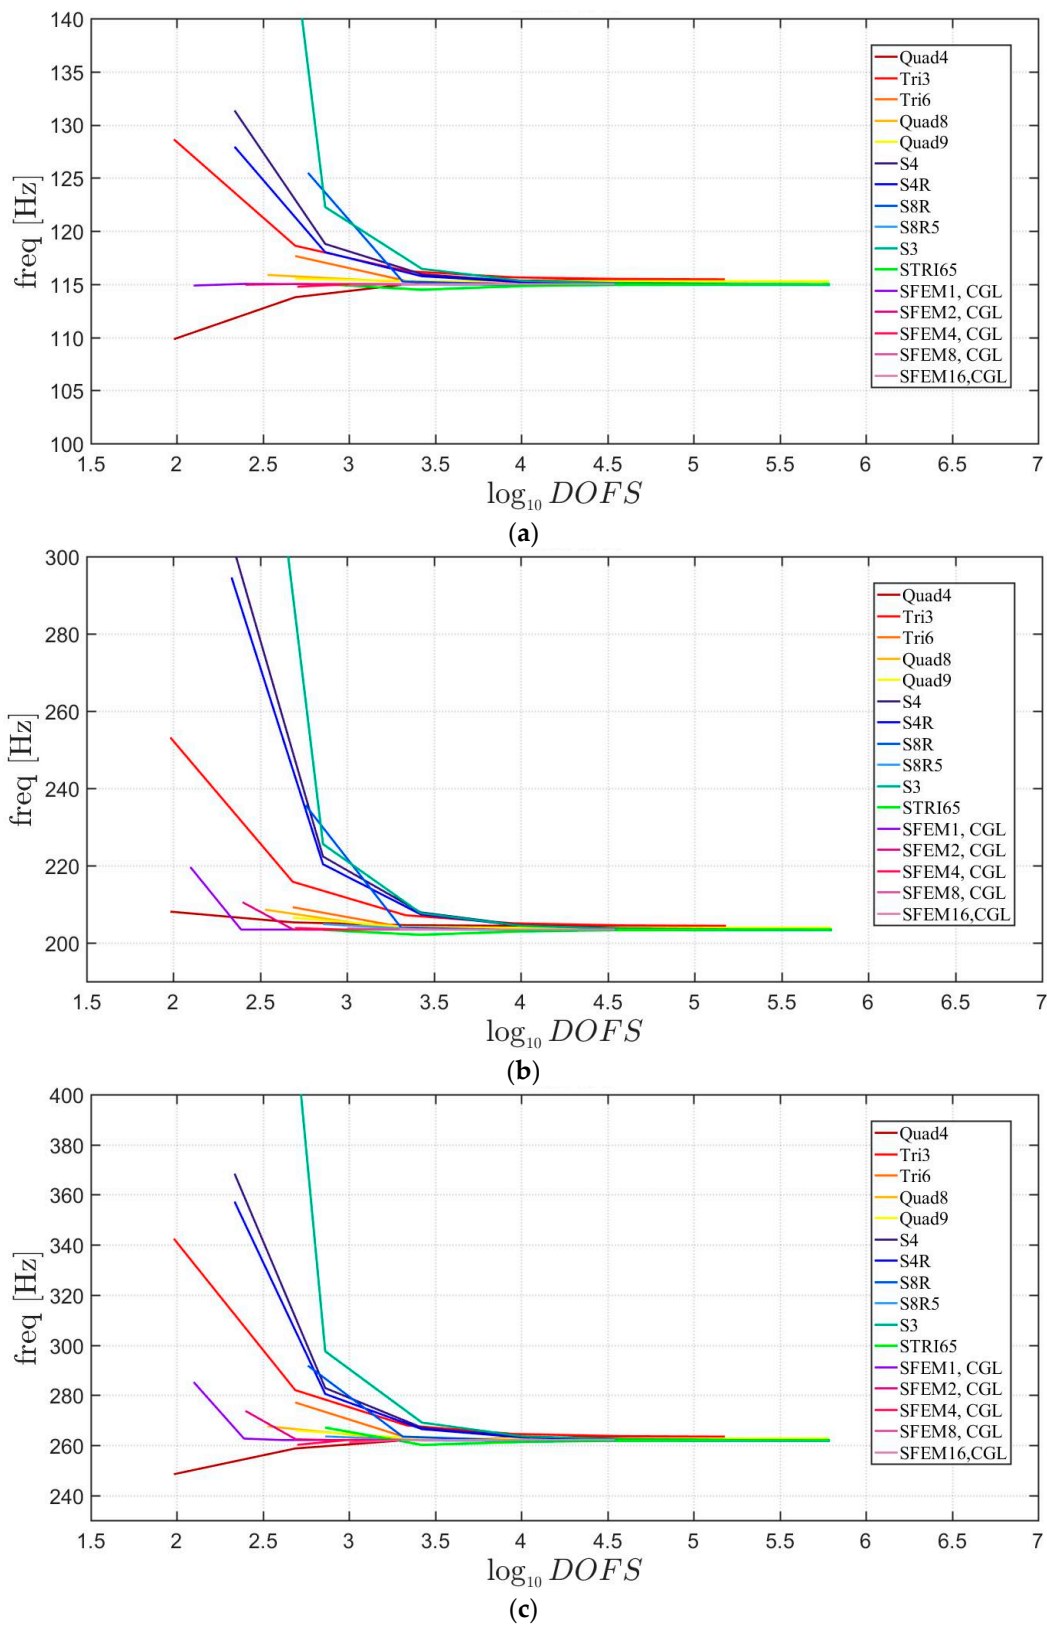 140
135
130
125
120
115
110
105
100
freq [Hz]
1.5 2 2.5 3 3.5 4 4.5 5 5.5 6 6.5 7
log₁₀ DOFS
Quad4
Tri3
Tri6
Quad8
Quad9
S4
S4R
S8R
S8R5
S3
STRI65
SFEM1, CGL
SFEM2, CGL
SFEM4, CGL
SFEM8, CGL
SFEM16,CGL
(a)
300
280
260
240
220
200
freq [Hz]
1.5 2 2.5 3 3.5 4 4.5 5 5.5 6 6.5 7
log₁₀ DOFS
Quad4
Tri3
Tri6
Quad8
Quad9
S4
S4R
S8R
S8R5
S3
STRI65
SFEM1, CGL
SFEM2, CGL
SFEM4, CGL
SFEM8, CGL
SFEM16,CGL
(b)
400
380
360
340
320
300
280
260
240
freq [Hz]
1.5 2 2.5 3 3.5 4 4.5 5 5.5 6 6.5 7
log₁₀ DOFS
Quad4
Tri3
Tri6
Quad8
Quad9
S4
S4R
S8R
S8R5
S3
STRI65
SFEM1, CGL
SFEM2, CGL
SFEM4, CGL
SFEM8, CGL
SFEM16,CGL
(c)